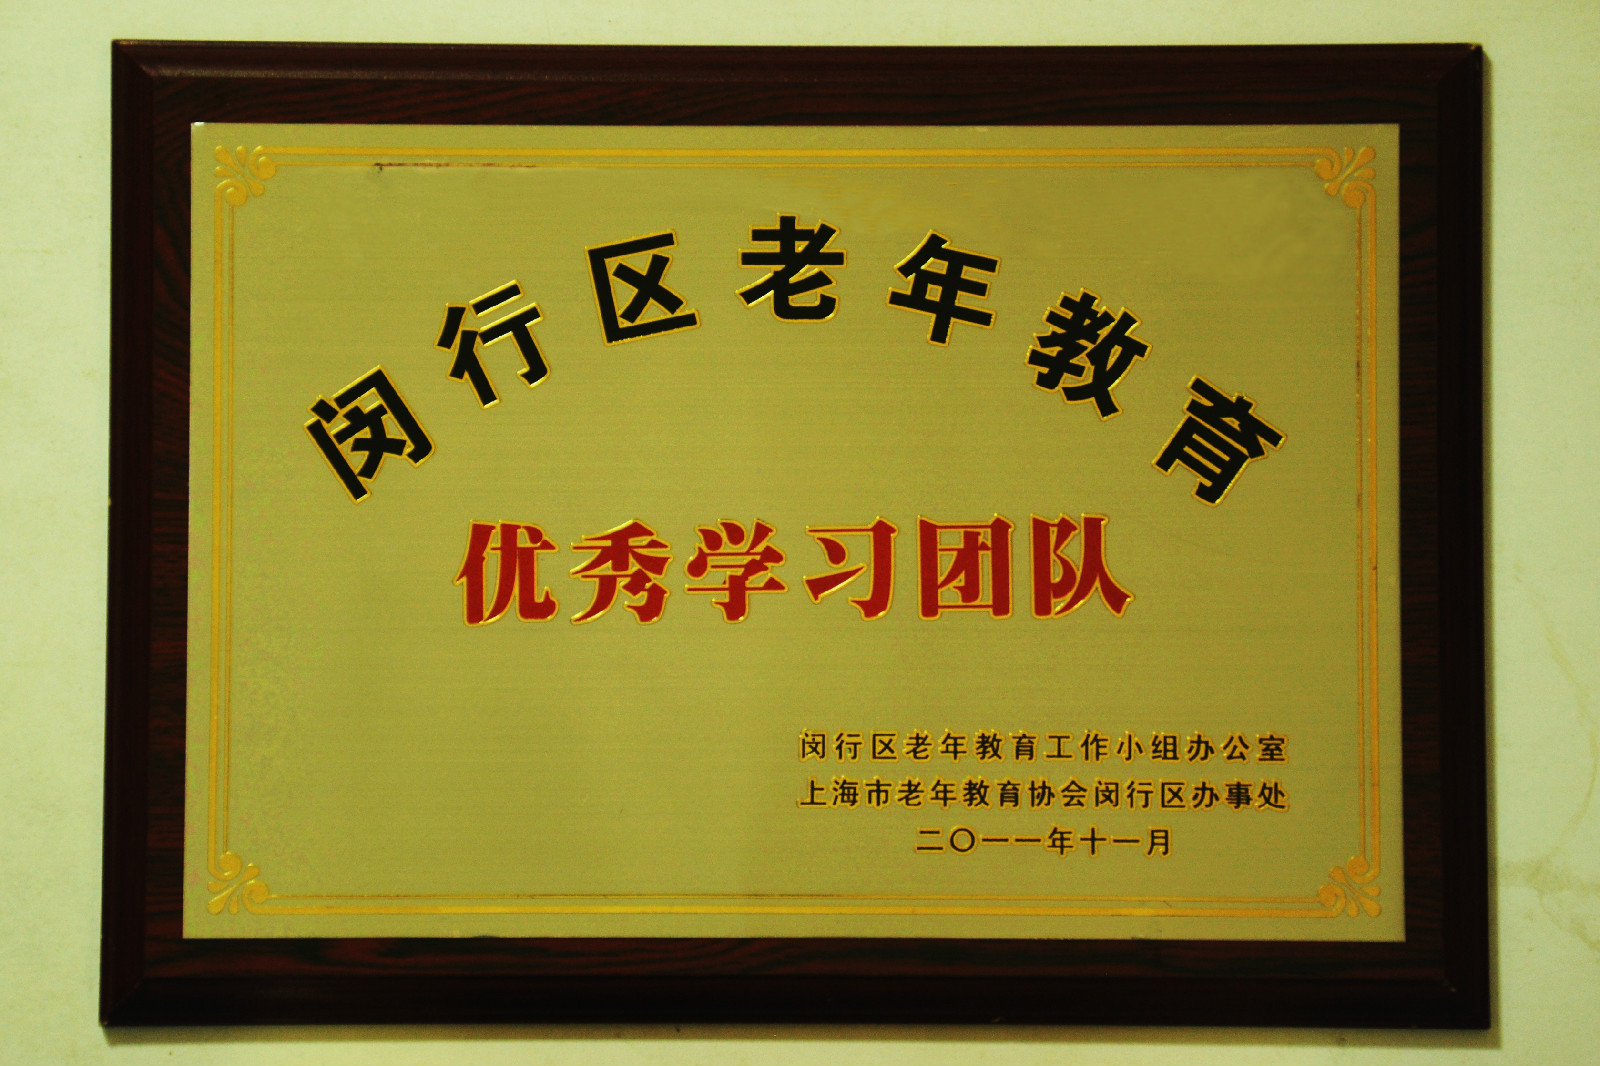 闵行区老年教育
优秀学习团队
闵行区老年教育工作小组办公室
上海市老年教育协会闵行区办事处
二〇一一年十一月